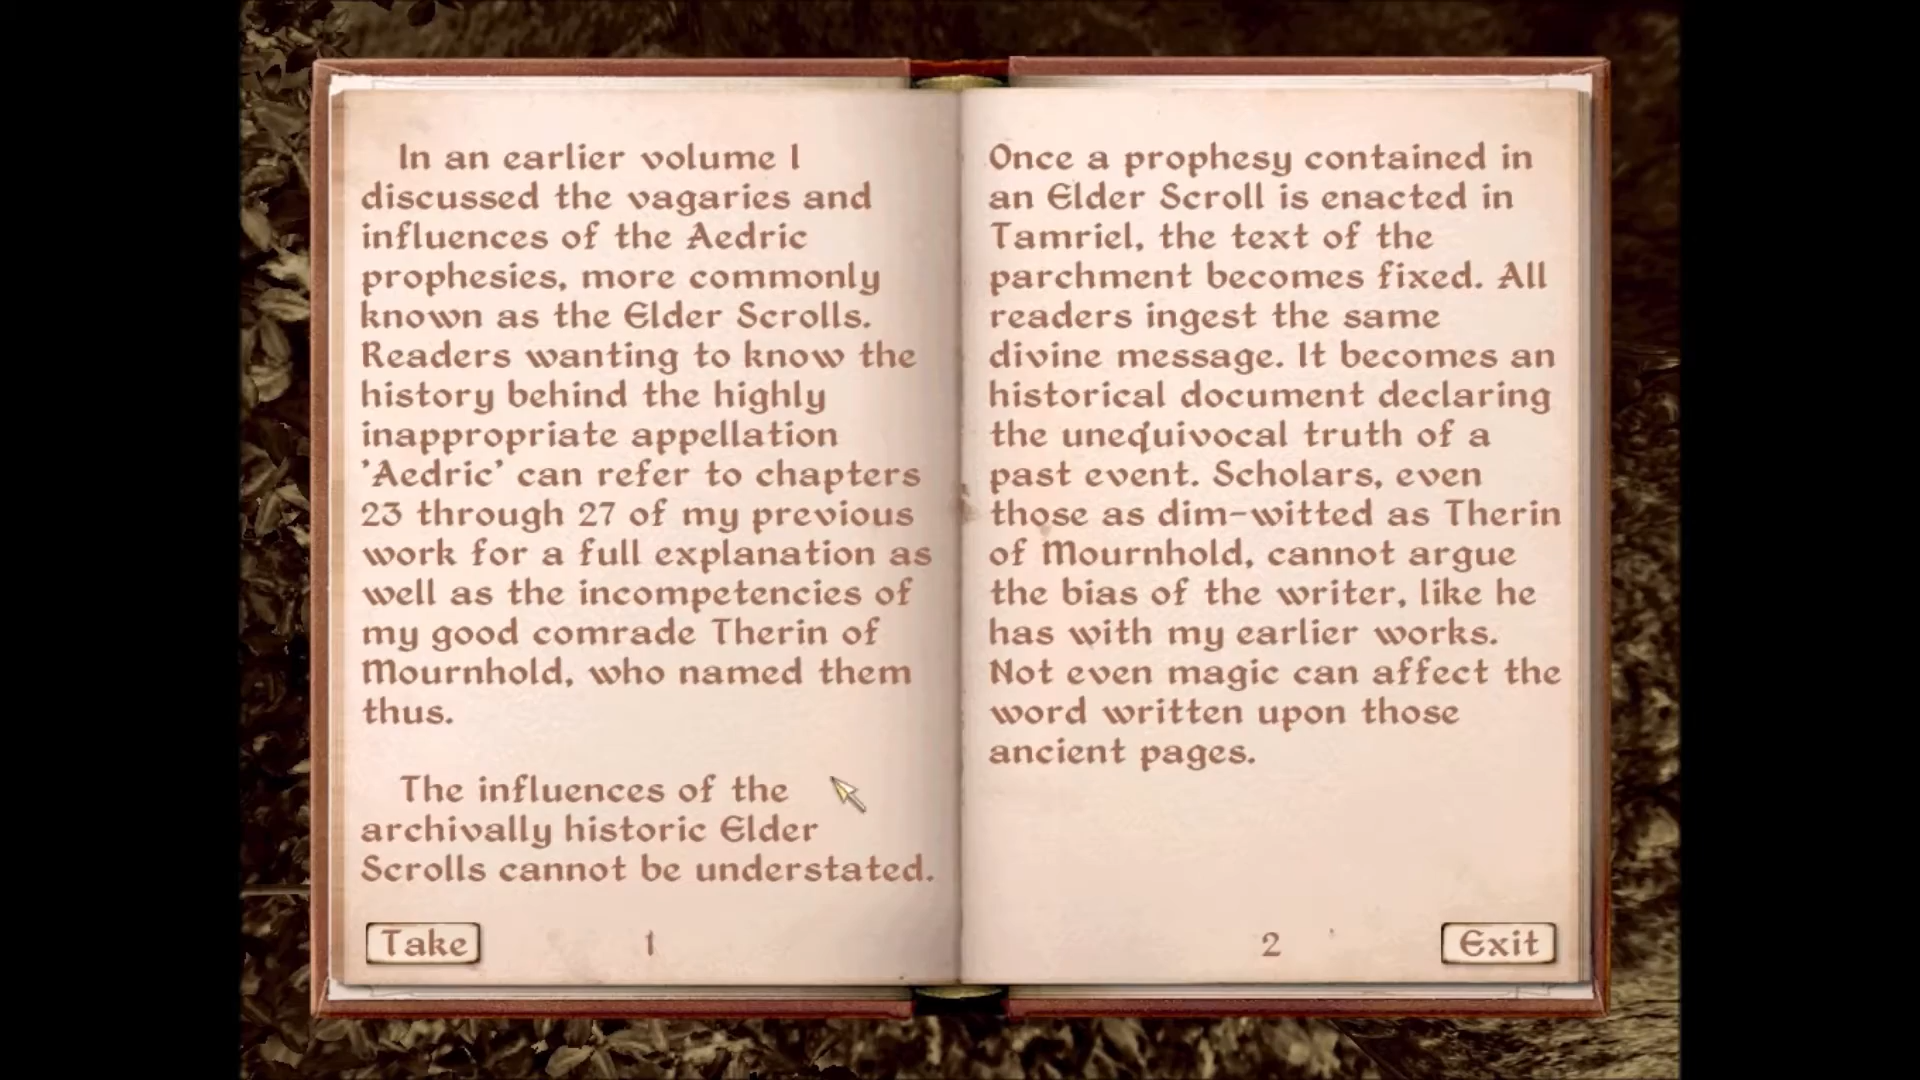 In an earlier volume I
discussed the vagaries and
influences of the Aedric
prophesies, more commonly
known as the Elder Scrolls.
Readers wanting to know the
history behind the highly
inappropriate appellation
'Aedric' can refer to chapters
23 through 27 of my previous
work for a full explanation as
well as the incompetencies of
my good comrade Therin of
Mournhold, who named them
thus.
The influences of the
archivally historic Elder
Scrolls cannot be understated.
Take
1
Once a prophesy contained in
an Elder Scroll is enacted in
Tamriel, the text of the
parchment becomes fixed. All
readers ingest the same
divine message. It becomes an
historical document declaring
the unequivocal truth of a
past event. Scholars, even
those as dim-witted as Therin
of Mournhold, cannot argue
the bias of the writer, like he
has with my earlier works.
Not even magic can affect the
word written upon those
ancient pages.
2
Exit